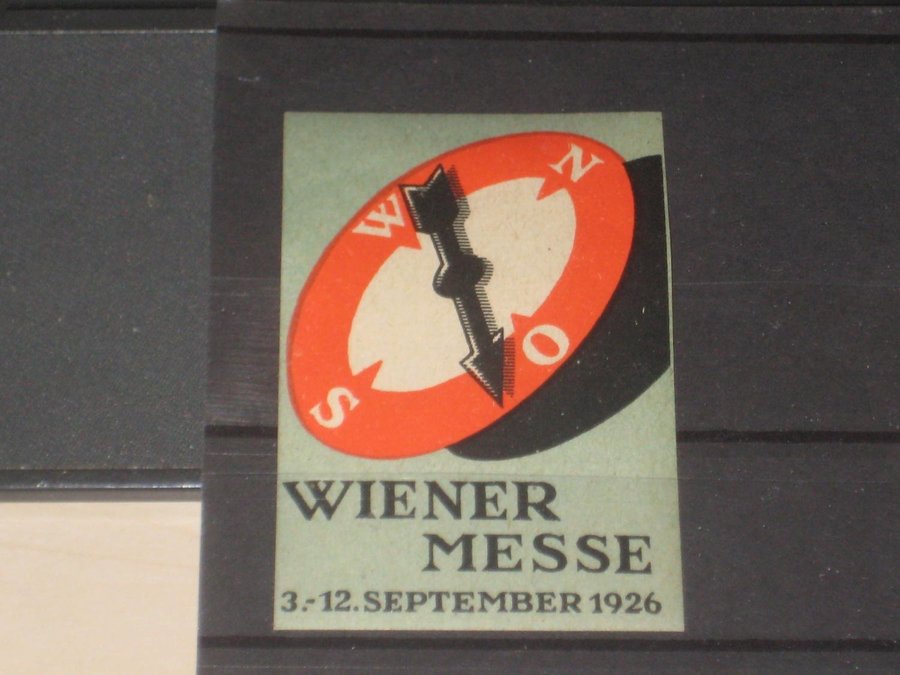 N
W
O
S
WIENER
MESSE
3.-12. SEPTEMBER 1926